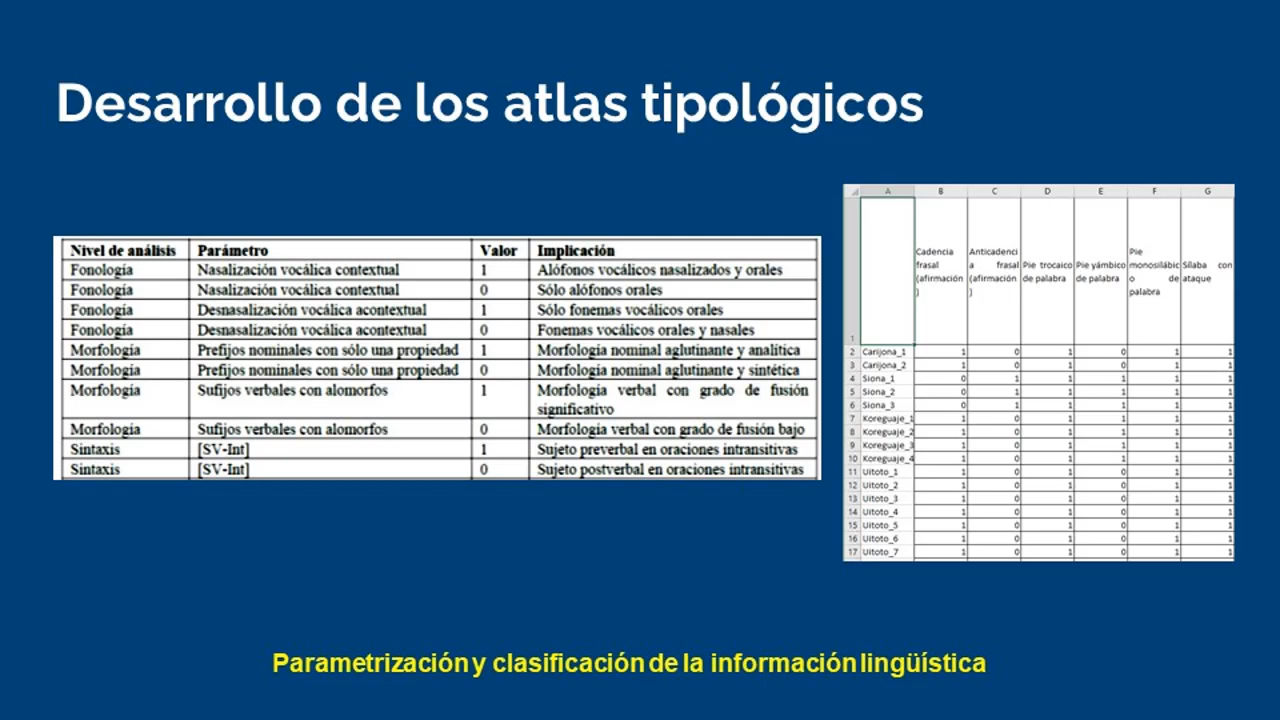 Desarrollo de los atlas tipológicos
Nivel de análisis Parámetro Valor Implicación
Fonología Nasalización vocálica contextual 1 Alófonos vocálicos nasalizados y orales
Fonología Nasalización vocálica contextual 0 Sólo alófonos orales
Fonología Desnasalización vocálica acontextual 1 Sólo fonemas vocálicos orales
Fonología Desnasalización vocálica acontextual 0 Fonemas vocálicos orales y nasales
Morfología Prefijos nominales con sólo una propiedad 1 Morfología nominal aglutinante y analítica
Morfología Prefijos nominales con sólo una propiedad 0 Morfología nominal aglutinante y sintética
Morfología Sufijos verbales con alomorfos 1 Morfología verbal con grado de fusión
significativo
Morfología Sufijos verbales con alomorfos 0 Morfología verbal con grado de fusión bajo
Sintaxis [SV-Int] 1 Sujeto preverbal en oraciones intransitivas
Sintaxis [SV-Int] 0 Sujeto postverbal en oraciones intransitivas
A B C D E F G
Cadencia Anticadenci Pie
frasal a frasal Pie trocaico Pie yámbico monosilábic Sílaba con
(afirmación (afirmación de palabra de palabra o de ataque
) ) palabra
1
2 Carijona_1 1 0 1 0 1 1
3 Carijona_2 1 0 1 0 1 1
4 Siona_1 0 1 1 1 1 1
5 Siona_2 0 1 1 1 1 1
6 Siona_3 0 1 1 1 1 1
7 Koreguaje_1 1 0 1 1 1 1
8 Koreguaje_2 1 0 1 1 1 1
9 Koreguaje_3 1 0 1 1 1 1
10 Koreguaje_4 1 0 1 1 1 1
11 Uitoto_1 1 0 1 0 1 1
12 Uitoto_2 1 0 1 0 1 1
13 Uitoto_3 1 0 1 0 1 1
14 Uitoto_4 1 0 1 0 1 1
15 Uitoto_5 1 0 1 0 1 1
16 Uitoto_6 1 0 1 0 1 1
17 Uitoto_7 1 0 1 0 1 1
Parametrización y clasificación de la información lingüística